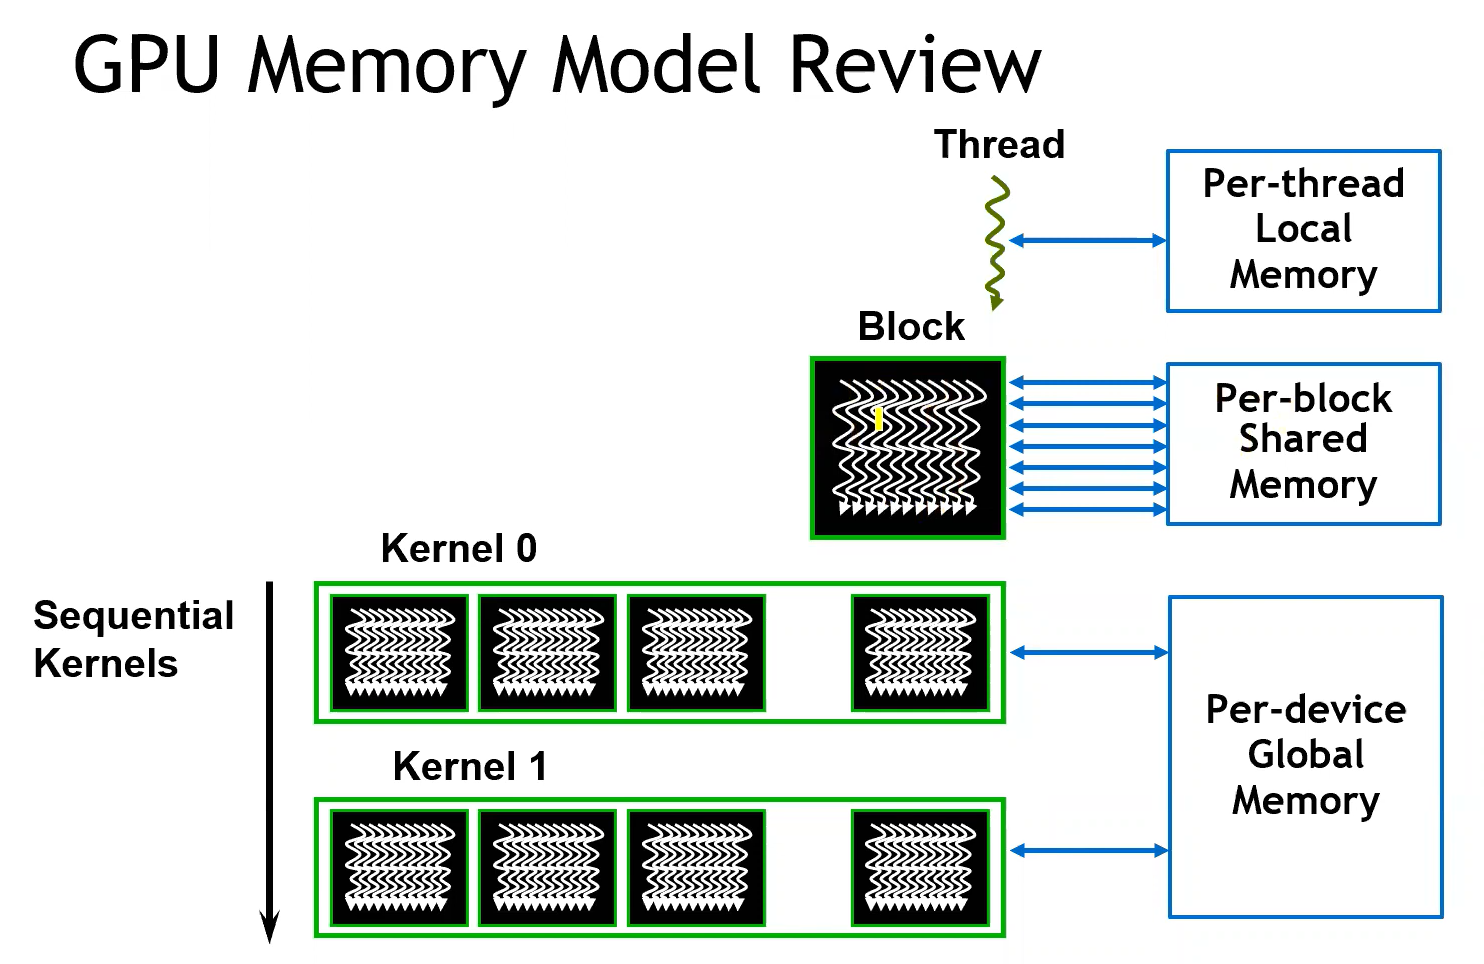 GPU Memory Model Review
Thread
Per-thread
Local
Memory
Block
Per-block
Shared
Memory
Kernel 0
Sequential
Kernels
Per-device
Global
Memory
Kernel 1